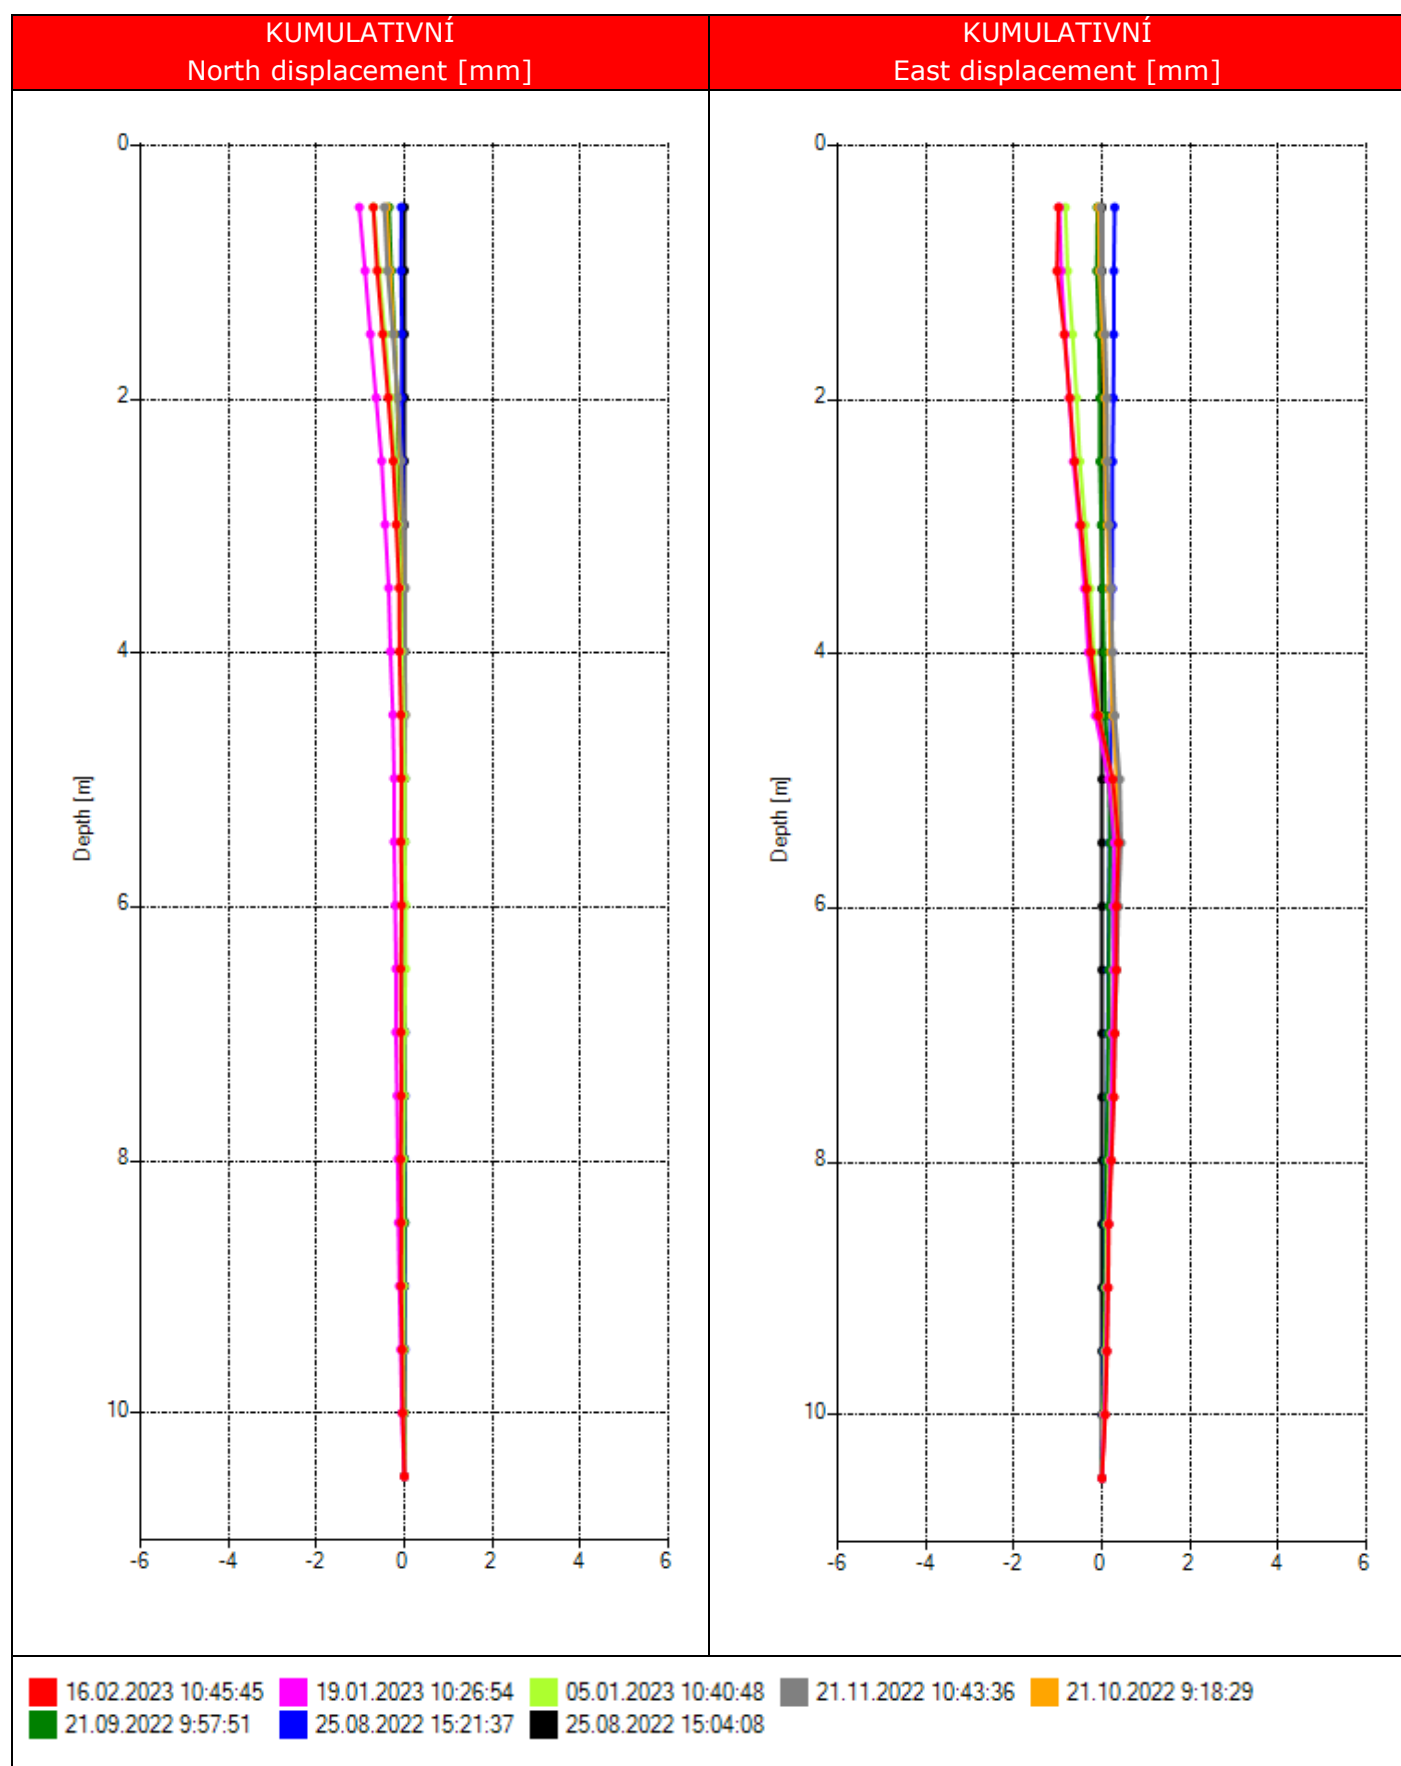 KUMULATIVNÍ
North displacement [mm]
KUMULATIVNÍ
East displacement [mm]
0
2
4
6
8
10
Depth [m]
-6 -4 -2 0 2 4 6
0
2
4
6
8
10
Depth [m]
-6 -4 -2 0 2 4 6
16.02.2023 10:45:45 19.01.2023 10:26:54 05.01.2023 10:40:48 21.11.2022 10:43:36 21.10.2022 9:18:29
21.09.2022 9:57:51 25.08.2022 15:21:37 25.08.2022 15:04:08